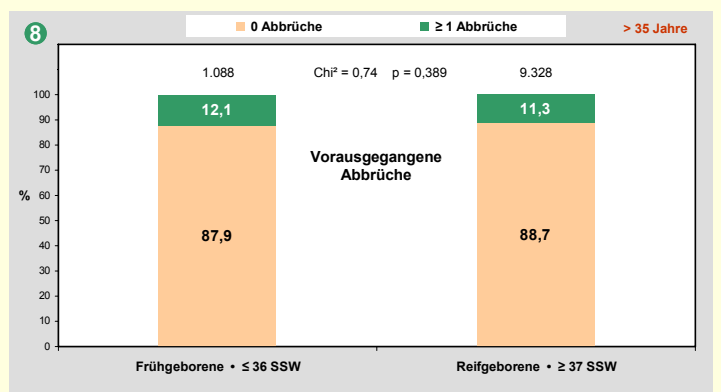 8
0 Abbrüche
≥ 1 Abbrüche
> 35 Jahre
1.088
Chi² = 0,74 p = 0,389
9.328
100
90
80
70
60
50
40
30
20
10
0
%
12,1
11,3
Vorausgegangene
Abbrüche
87,9
88,7
Frühgeborene • ≤ 36 SSW
Reifgeborene • ≥ 37 SSW